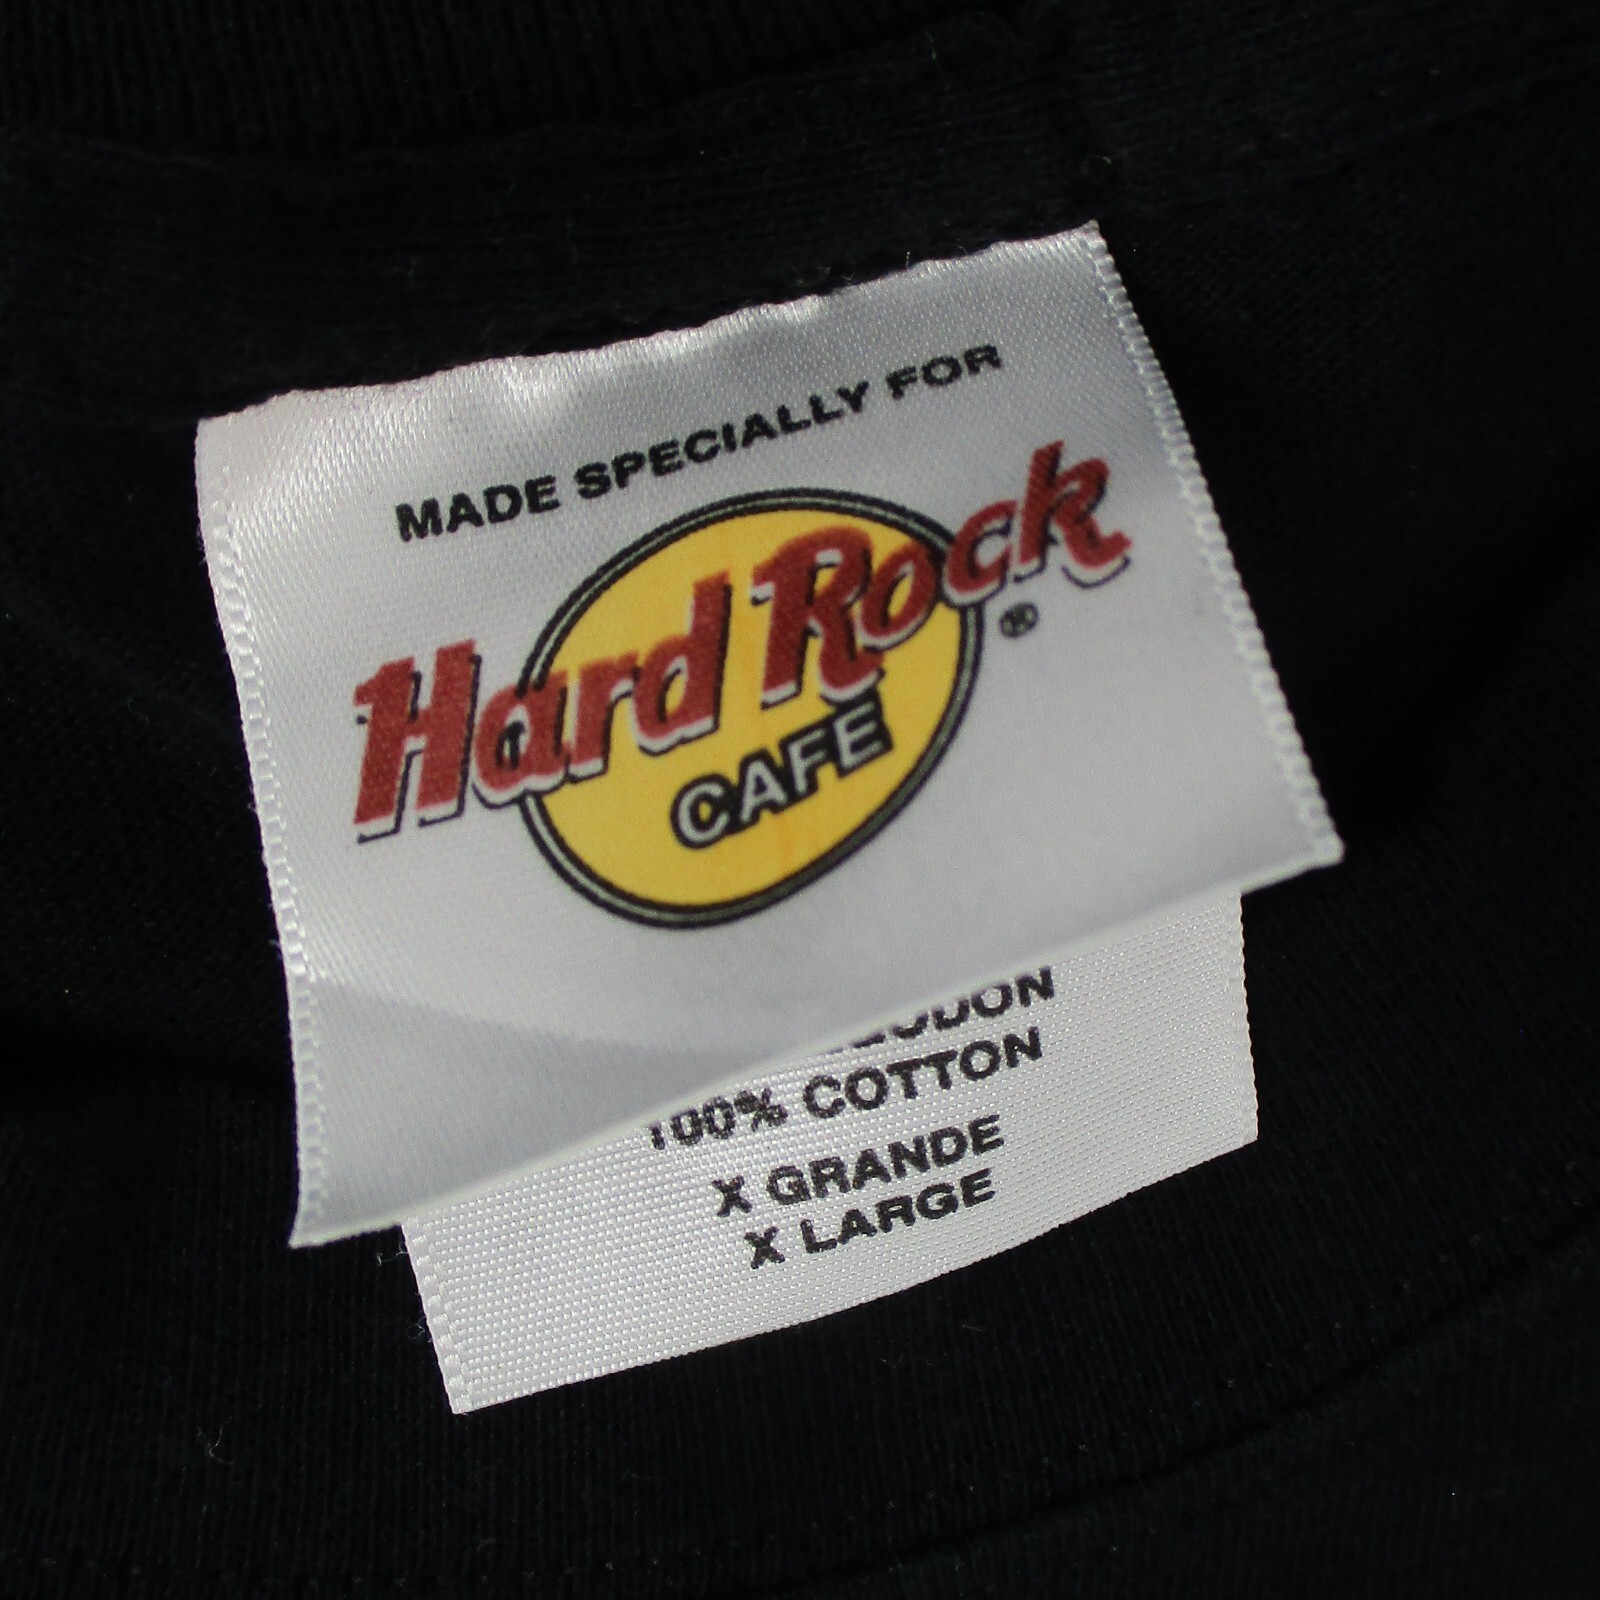 MADE SPECIALLY FOR
Hard Rock
CAFE
®
100% COTTON
X GRANDE
X LARGE